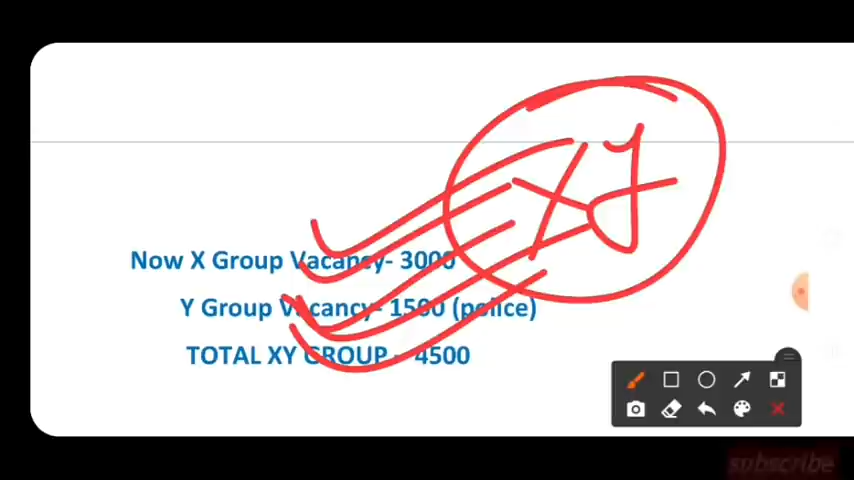 XY
Now X Group Vacancy- 3000
Y Group Vacancy- 1500 (police)
TOTAL XY GROUP - 4500
subscribe